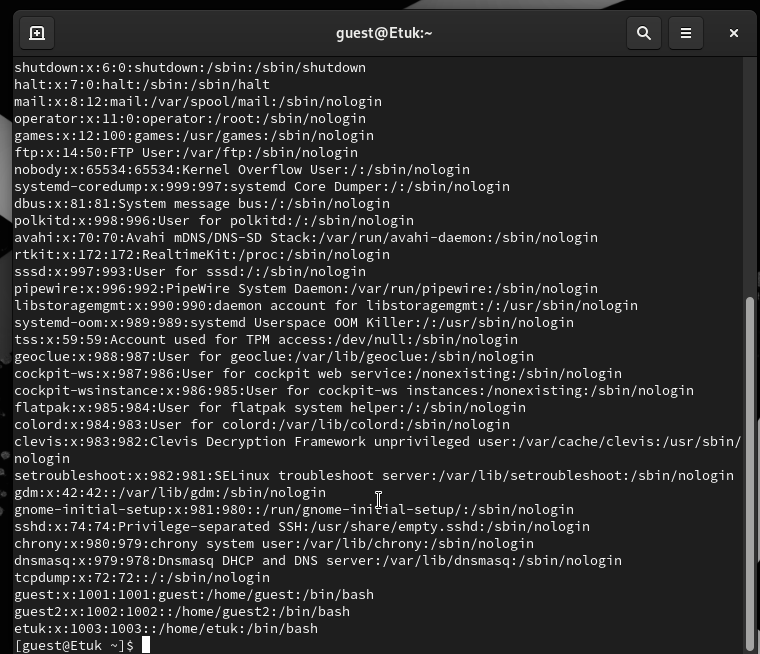 guest@Etuk:~
shutdown:x:6:0:shutdown:/sbin:/sbin/shutdown
halt:x:7:0:halt:/sbin:/sbin/halt
mail:x:8:12:mail:/var/spool/mail:/sbin/nologin
operator:x:11:0:operator:/root:/sbin/nologin
games:x:12:100:games:/usr/games:/sbin/nologin
ftp:x:14:50:FTP User:/var/ftp:/sbin/nologin
nobody:x:65534:65534:Kernel Overflow User:/:/sbin/nologin
systemd-coredump:x:999:997:systemd Core Dumper:/:/sbin/nologin
dbus:x:81:81:System message bus:/:/sbin/nologin
polkitd:x:998:996:User for polkitd:/:/sbin/nologin
avahi:x:70:70:Avahi mDNS/DNS-SD Stack:/var/run/avahi-daemon:/sbin/nologin
rtkit:x:172:172:RealtimeKit:/proc:/sbin/nologin
sssd:x:997:993:User for sssd:/:/sbin/nologin
pipewire:x:996:992:PipeWire System Daemon:/var/run/pipewire:/sbin/nologin
libstoragemgmt:x:990:990:daemon account for libstoragemgmt:/:/usr/sbin/nologin
systemd-oom:x:989:989:systemd Userspace OOM Killer:/:/usr/sbin/nologin
tss:x:59:59:Account used for TPM access:/dev/null:/sbin/nologin
geoclue:x:988:987:User for geoclue:/var/lib/geoclue:/sbin/nologin
cockpit-ws:x:987:986:User for cockpit web service:/nonexisting:/sbin/nologin
cockpit-wsinstance:x:986:985:User for cockpit-ws instances:/nonexisting:/sbin/nologin
flatpak:x:985:984:User for flatpak system helper:/:/sbin/nologin
colord:x:984:983:User for colord:/var/lib/colord:/sbin/nologin
clevis:x:983:982:Clevis Decryption Framework unprivileged user:/var/cache/clevis:/usr/sbin/
nologin
setroubleshoot:x:982:981:SELinux troubleshoot server:/var/lib/setroubleshoot:/sbin/nologin
gdm:x:42:42::/var/lib/gdm:/sbin/nologin
gnome-initial-setup:x:981:980::/run/gnome-initial-setup/:/sbin/nologin
sshd:x:74:74:Privilege-separated SSH:/usr/share/empty.sshd:/sbin/nologin
chrony:x:980:979:chrony system user:/var/lib/chrony:/sbin/nologin
dnsmasq:x:979:978:Dnsmasq DHCP and DNS server:/var/lib/dnsmasq:/sbin/nologin
tcpdump:x:72:72::/:/sbin/nologin
guest:x:1001:1001:guest:/home/guest:/bin/bash
guest2:x:1002:1002::/home/guest2:/bin/bash
etuk:x:1003:1003::/home/etuk:/bin/bash
[guest@Etuk ~]$